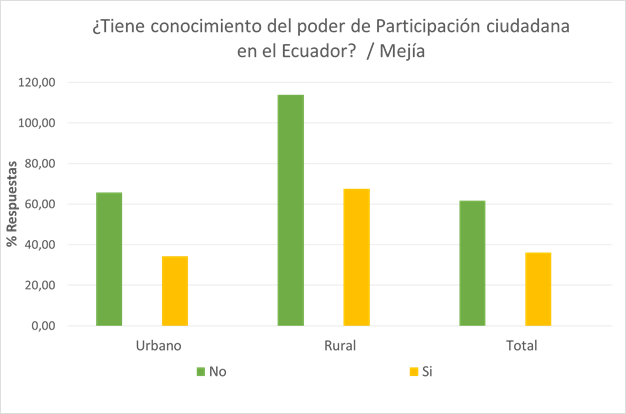 ¿Tiene conocimiento del poder de Participación ciudadana
en el Ecuador?  / Mejía
% Respuestas
120,00
100,00
80,00
60,00
40,00
20,00
0,00
Urbano Rural Total
No Si